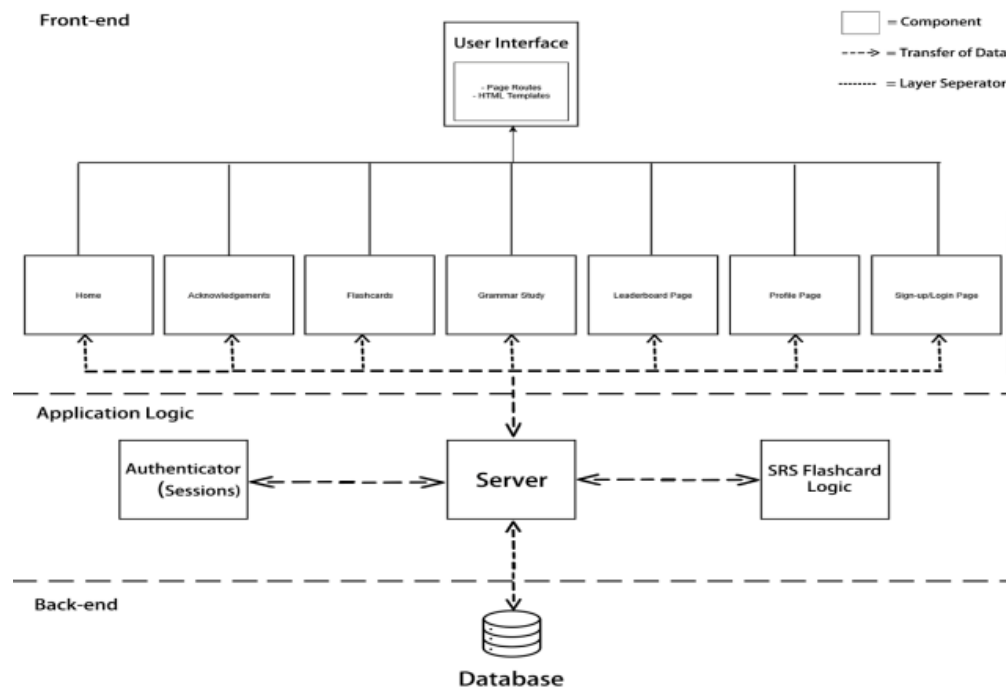 Front-end
User Interface
- Page Routes
- HTML Templates
= Component
= Transfer of Data
= Layer Seperator
Home
Acknowledgements
Flashcards
Grammar Study
Leaderboard Page
Profile Page
Sign-up/Login Page
Application Logic
Authenticator
(Sessions)
Server
SRS Flashcard
Logic
Back-end
Database